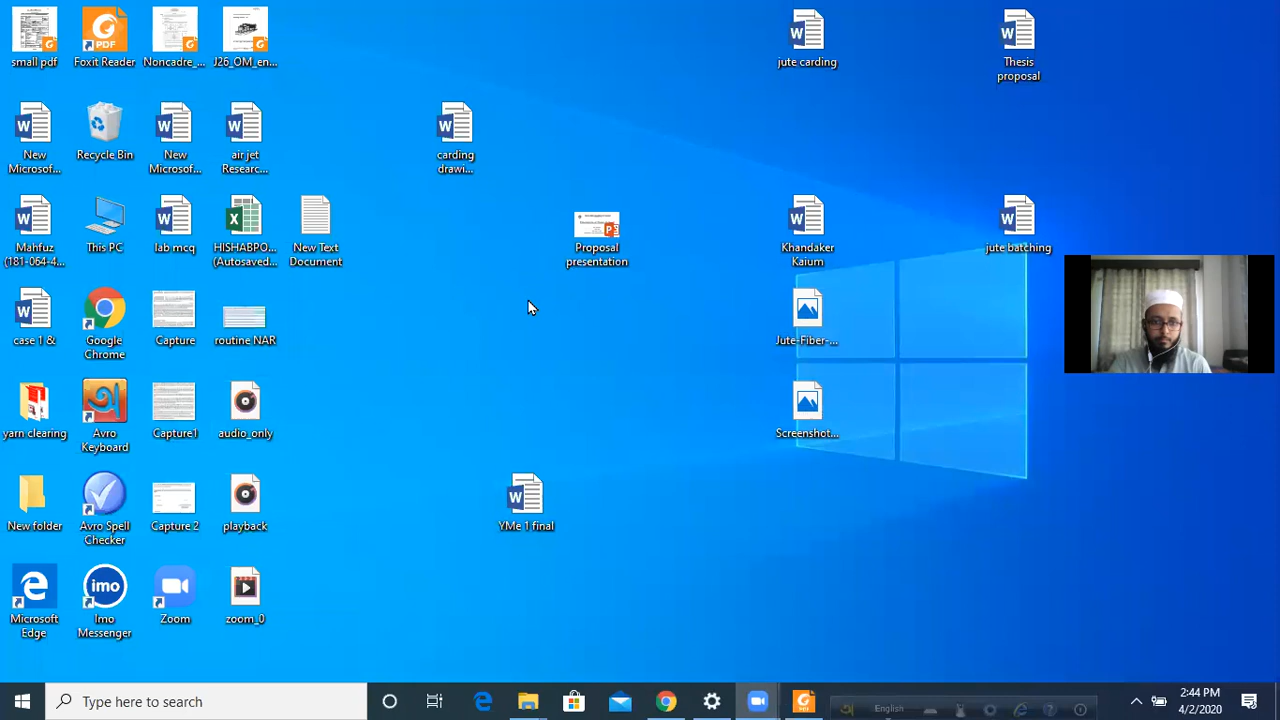 small pdf
Foxit Reader
Noncadre_...
J26_OM_en...
jute carding
Thesis
proposal
New
Microsof...
Recycle Bin
New
Microsof...
air jet
Researc...
carding
drawi...
Mahfuz
(181-064-4...
This PC
lab mcq
HISHABPO...
(Autosaved...
New Text
Document
Proposal
presentation
Khandaker
Kaium
jute batching
case 1 &
Google
Chrome
Capture
routine NAR
Jute-Fiber-...
yarn clearing
Avro
Keyboard
Capture1
audio_only
Screenshot...
New folder
Avro Spell
Checker
Capture 2
playback
YMe 1 final
Microsoft
Edge
Imo
Messenger
Zoom
zoom_0
Type here to search
English
2:44 PM
4/2/2020